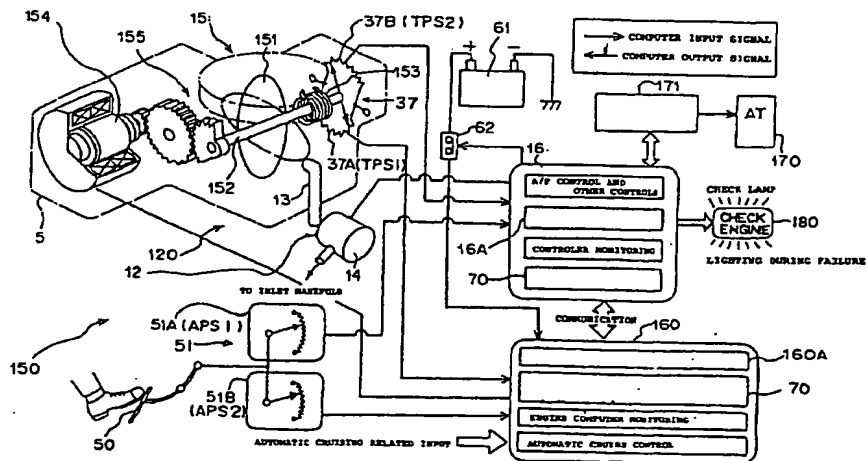 154
155
15
151
37B (TPS2)
153
37
61
+
-
COMPUTER INPUT SIGNAL
COMPUTER OUTPUT SIGNAL
171
AT
170
62
152
37A(TPS1)
13
5
120
12
14
TO INLET MANIFOLD
16
A/F CONTROL AND
OTHER CONTROLS
16A
CONTROLER MONITORING
70
CHECK LAMP
CHECK
ENGINE
180
LIGHTING DURING FAILURE
COMMUNICATION
160
160A
70
ENGINE COMPUTER MONITORING
AUTOMATIC CRUISE CONTROL
AUTOMATIC CRUISING RELATED INPUT
150
51A (APS1)
51
51B
(APS2)
50